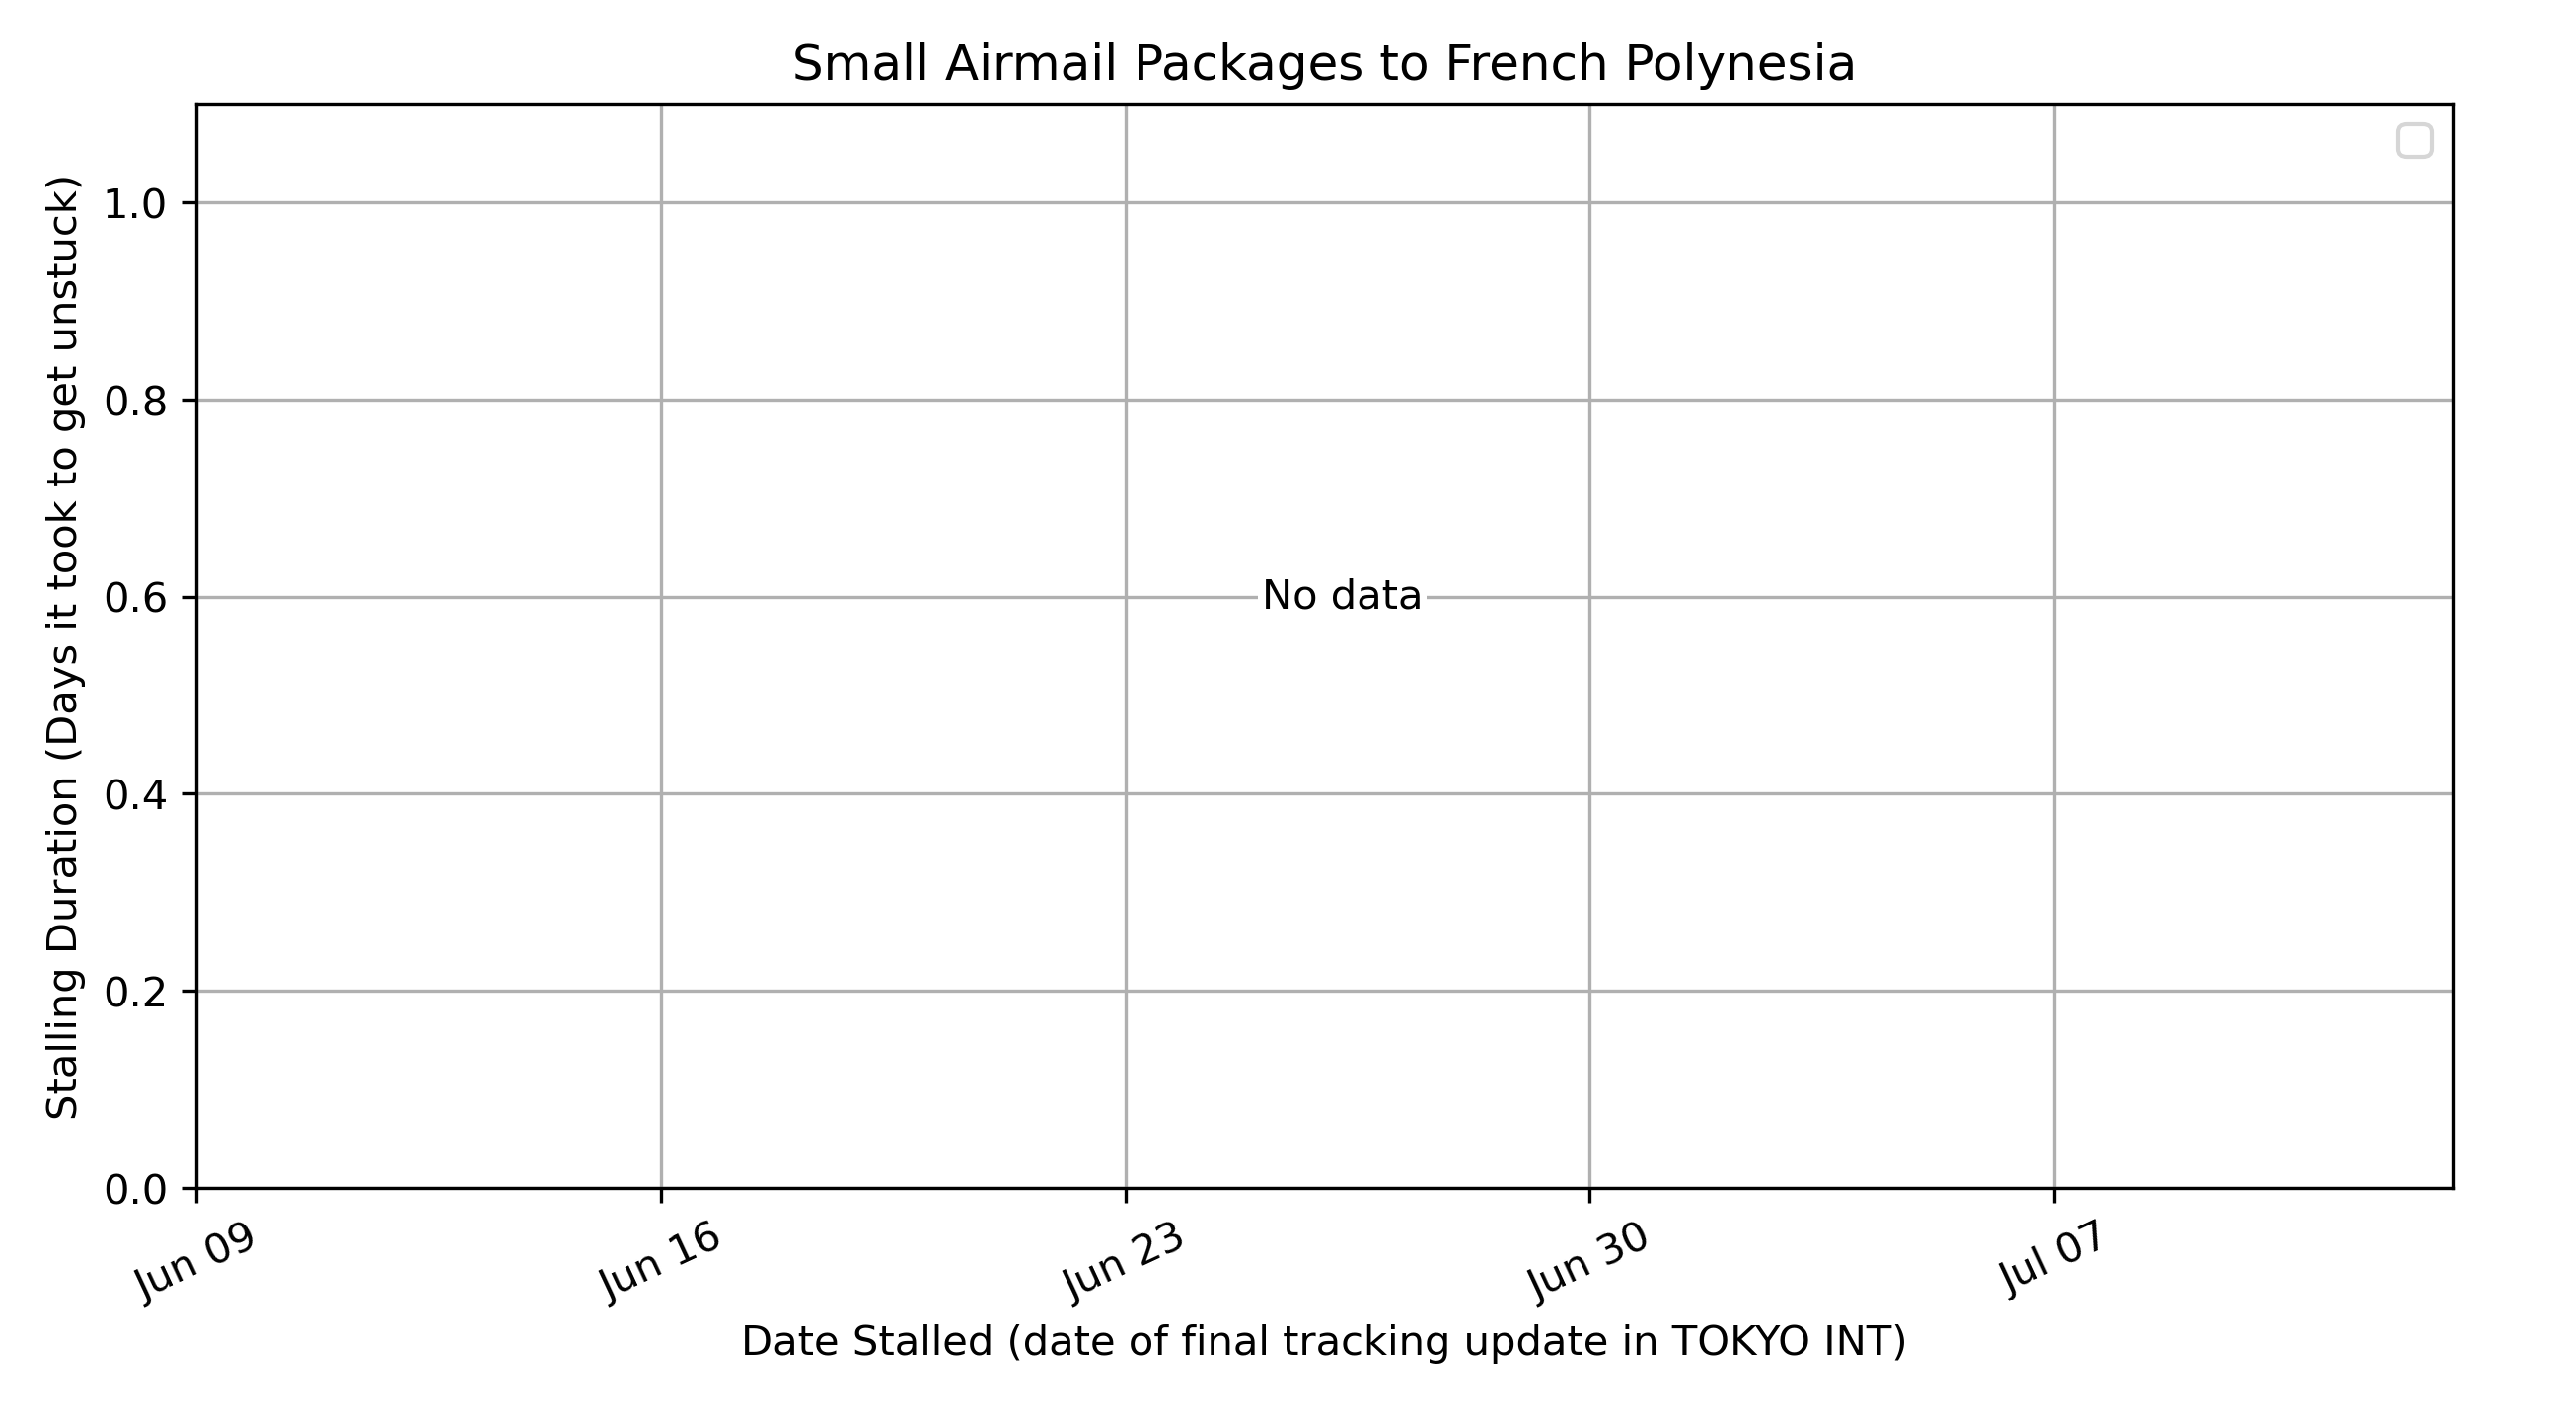 Small Airmail Packages to French Polynesia
Stalling Duration (Days it took to get unstuck)
1.0
0.8
0.6
0.4
0.2
0.0
No data
Jun 09
Jun 16
Jun 23
Jun 30
Jul 07
Date Stalled (date of final tracking update in TOKYO INT)